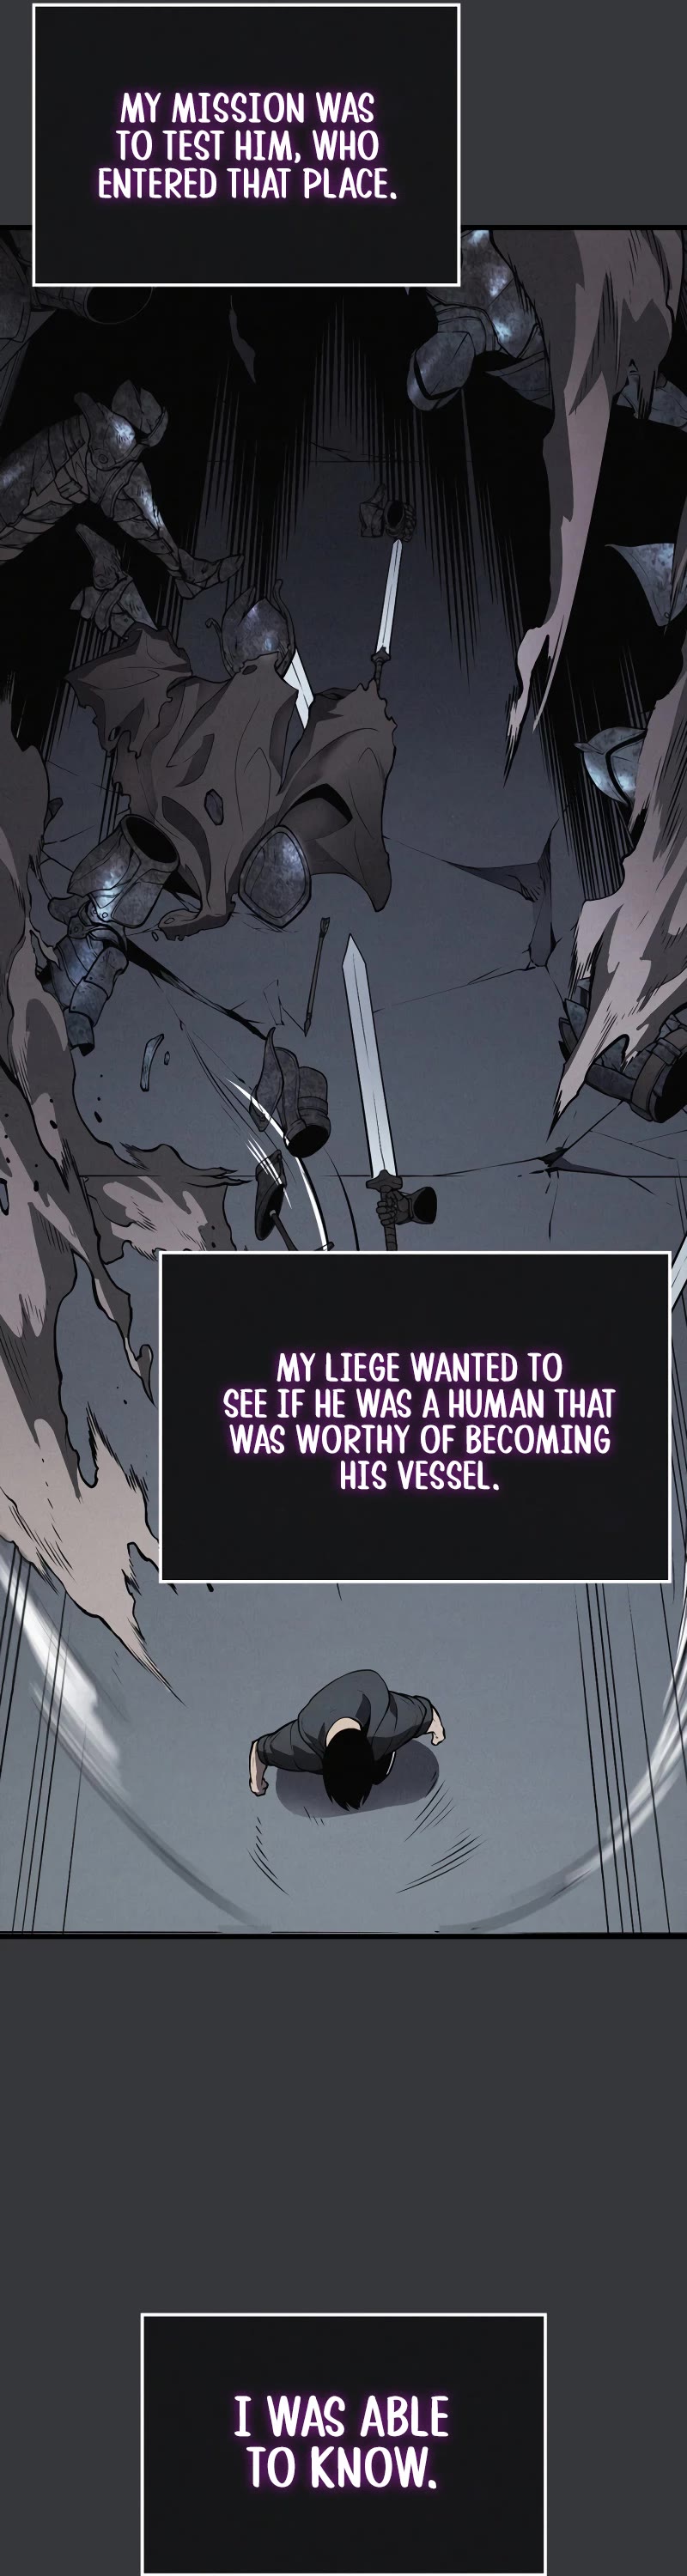 MY MISSION WAS
TO TEST HIM, WHO
ENTERED THAT PLACE.
MY LIEGE WANTED TO
SEE IF HE WAS A HUMAN THAT
WAS WORTHY OF BECOMING
HIS VESSEL.
I WAS ABLE
TO KNOW.